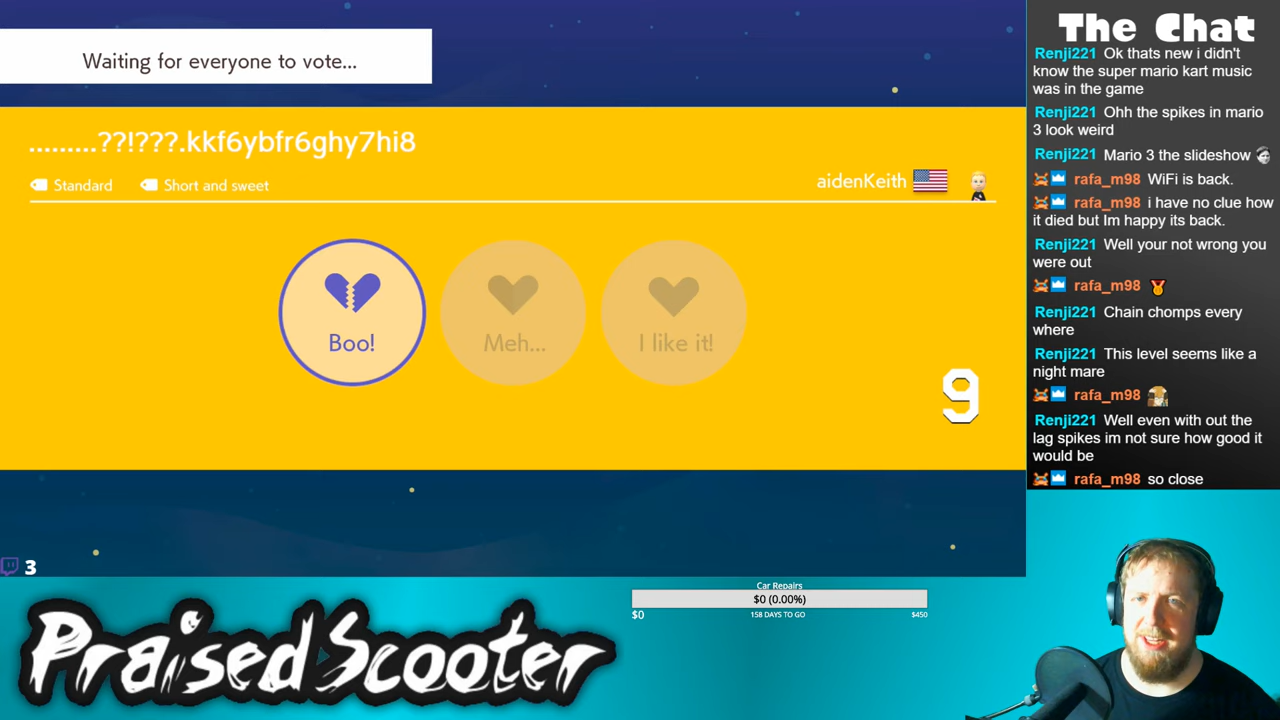 Waiting for everyone to vote...
.........??!???.kkf6ybfr6ghy7hi8
Standard
Short and sweet
aidenKeith
Boo!
Meh...
I like it!
9
3
PraisedScooter
Car Repairs
$0 (0.00%)
$0
158 DAYS TO GO
$450
The Chat
Renji221 Ok thats new i didn't
know the super mario kart music
was in the game
Renji221 Ohh the spikes in mario
3 look weird
Renji221 Mario 3 the slideshow
rafa_m98 WiFi is back.
rafa_m98 i have no clue how
it died but Im happy its back.
Renji221 Well your not wrong you
were out
rafa_m98
Renji221 Chain chomps every
where
Renji221 This level seems like a
night mare
rafa_m98
Renji221 Well even with out the
lag spikes im not sure how good it
would be
rafa_m98 so close